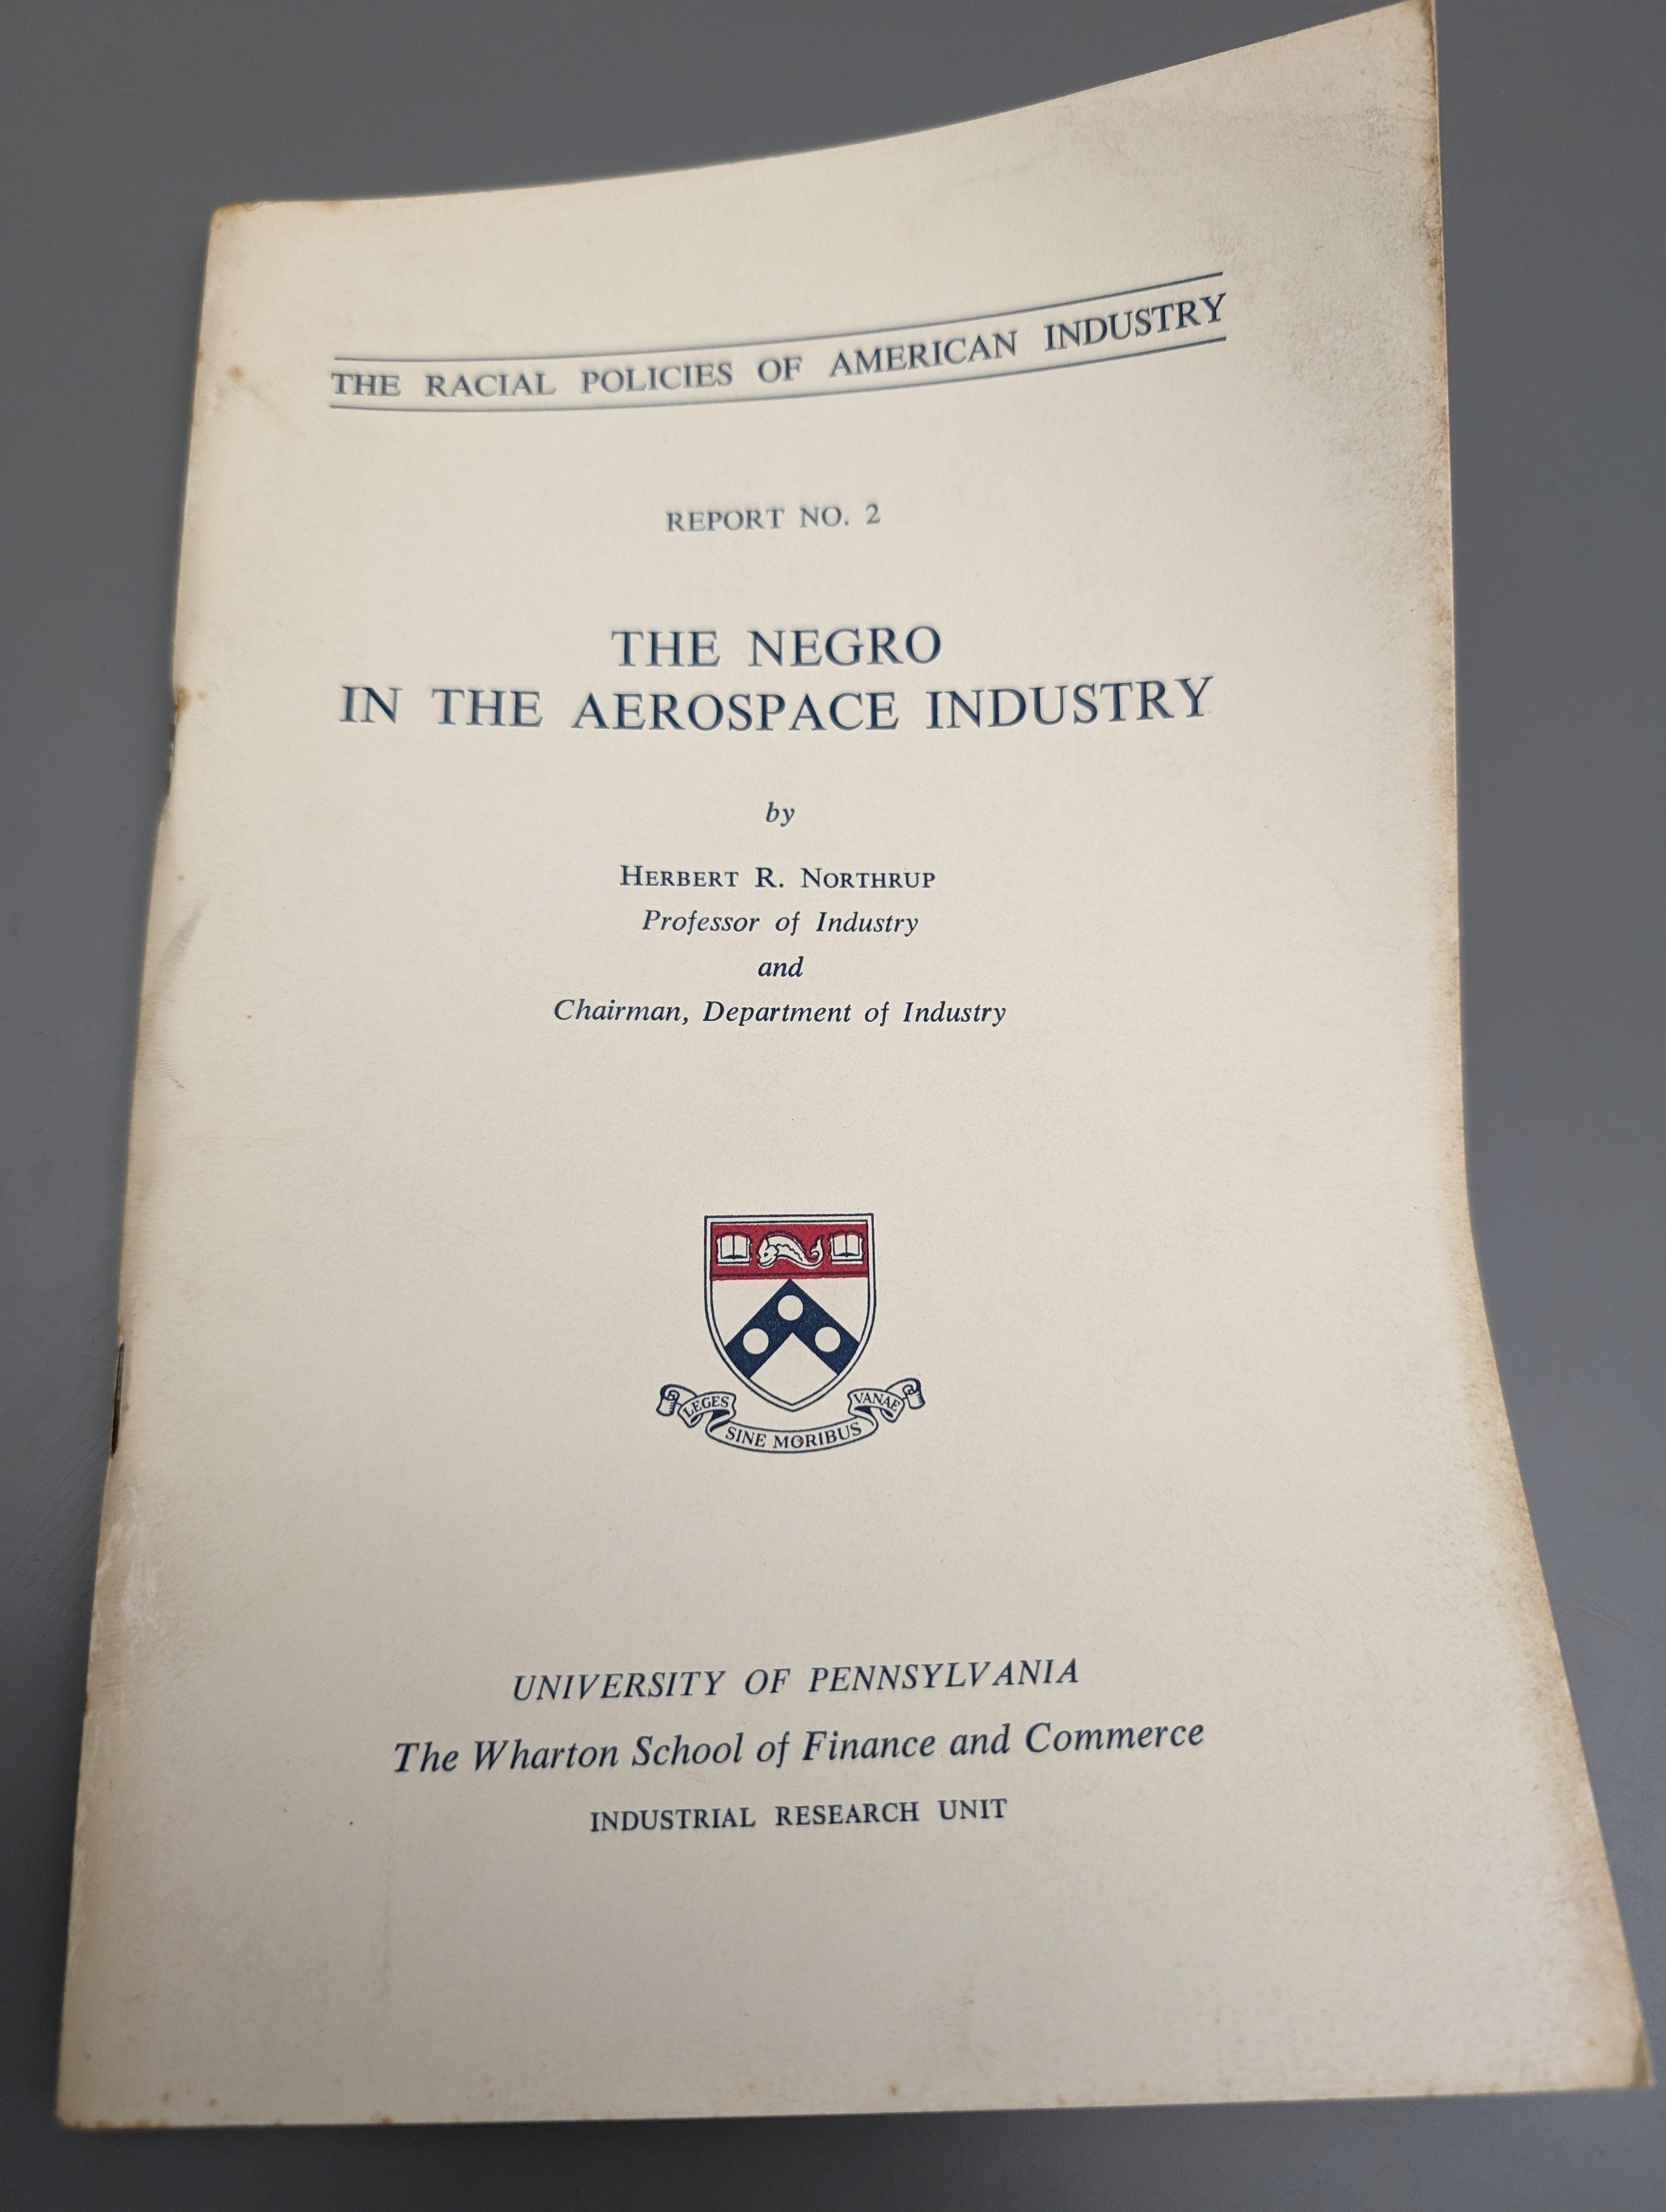 THE RACIAL POLICIES OF AMERICAN INDUSTRY
REPORT NO. 2
THE NEGRO
IN THE AEROSPACE INDUSTRY
by
HERBERT R. NORTHRUP
Professor of Industry
and
Chairman, Department of Industry
LEGES
SINE MORIBUS
VANAE
UNIVERSITY OF PENNSYLVANIA
The Wharton School of Finance and Commerce
INDUSTRIAL RESEARCH UNIT